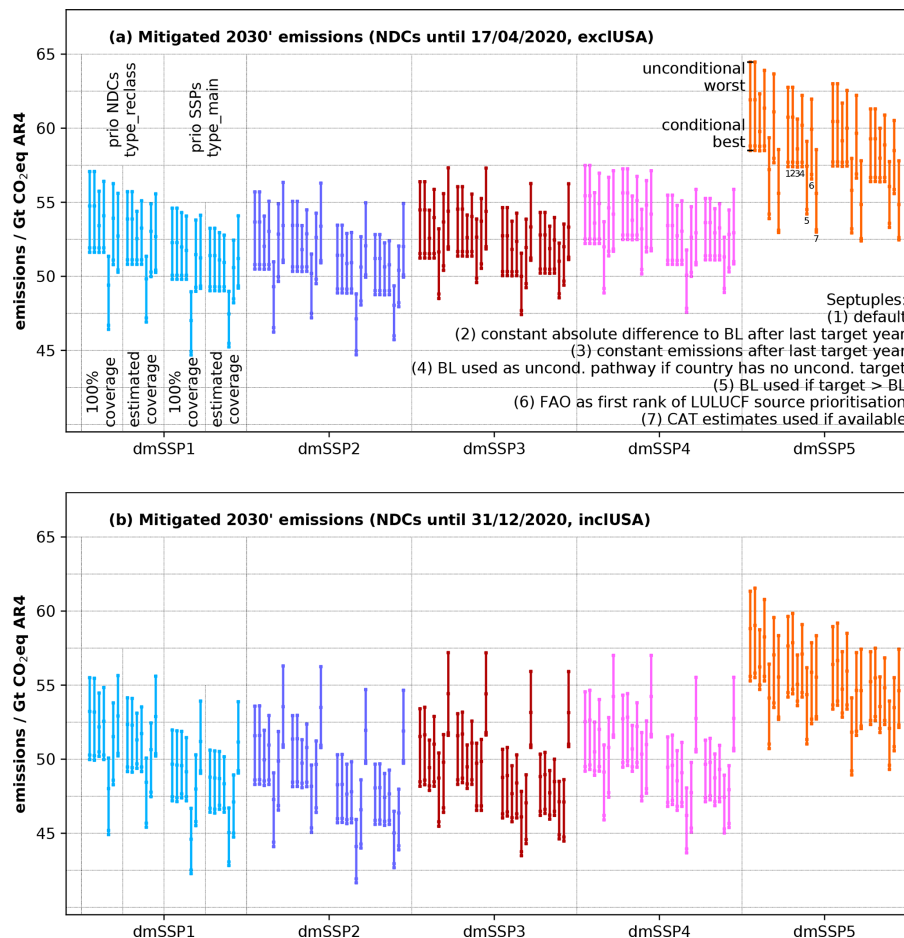 (a) Mitigated 2030' emissions (NDCs until 17/04/2020, exclUSA)
emissions / Gt CO₂eq AR4
65
60
55
50
45
prio NDCs
type_reclass
prio SSPs
type_main
unconditional
worst
conditional
best
1234
6
5
7
100%
coverage
estimated
coverage
100%
coverage
estimated
coverage
Septuples:
(1) default
(2) constant absolute difference to BL after last target year
(3) constant emissions after last target year
(4) BL used as uncond. pathway if country has no uncond. target
(5) BL used if target > BL
(6) FAO as first rank of LULUCF source prioritisation
(7) CAT estimates used if available
dmSSP1
dmSSP2
dmSSP3
dmSSP4
dmSSP5
(b) Mitigated 2030' emissions (NDCs until 31/12/2020, inclUSA)
emissions / Gt CO₂eq AR4
65
60
55
50
45
dmSSP1
dmSSP2
dmSSP3
dmSSP4
dmSSP5